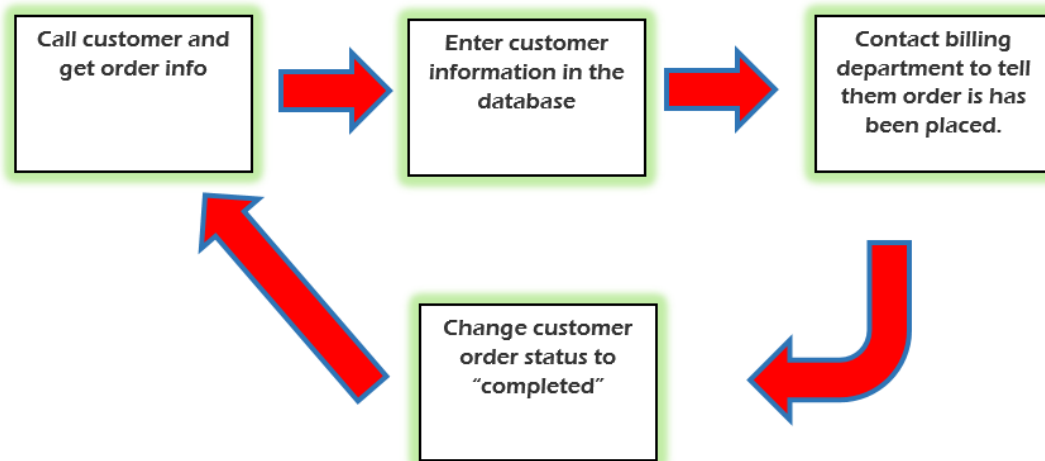 Call customer and
get order info
Enter customer
information in the
database
Contact billing
department to tell
them order is has
been placed.
Change customer
order status to
“completed”